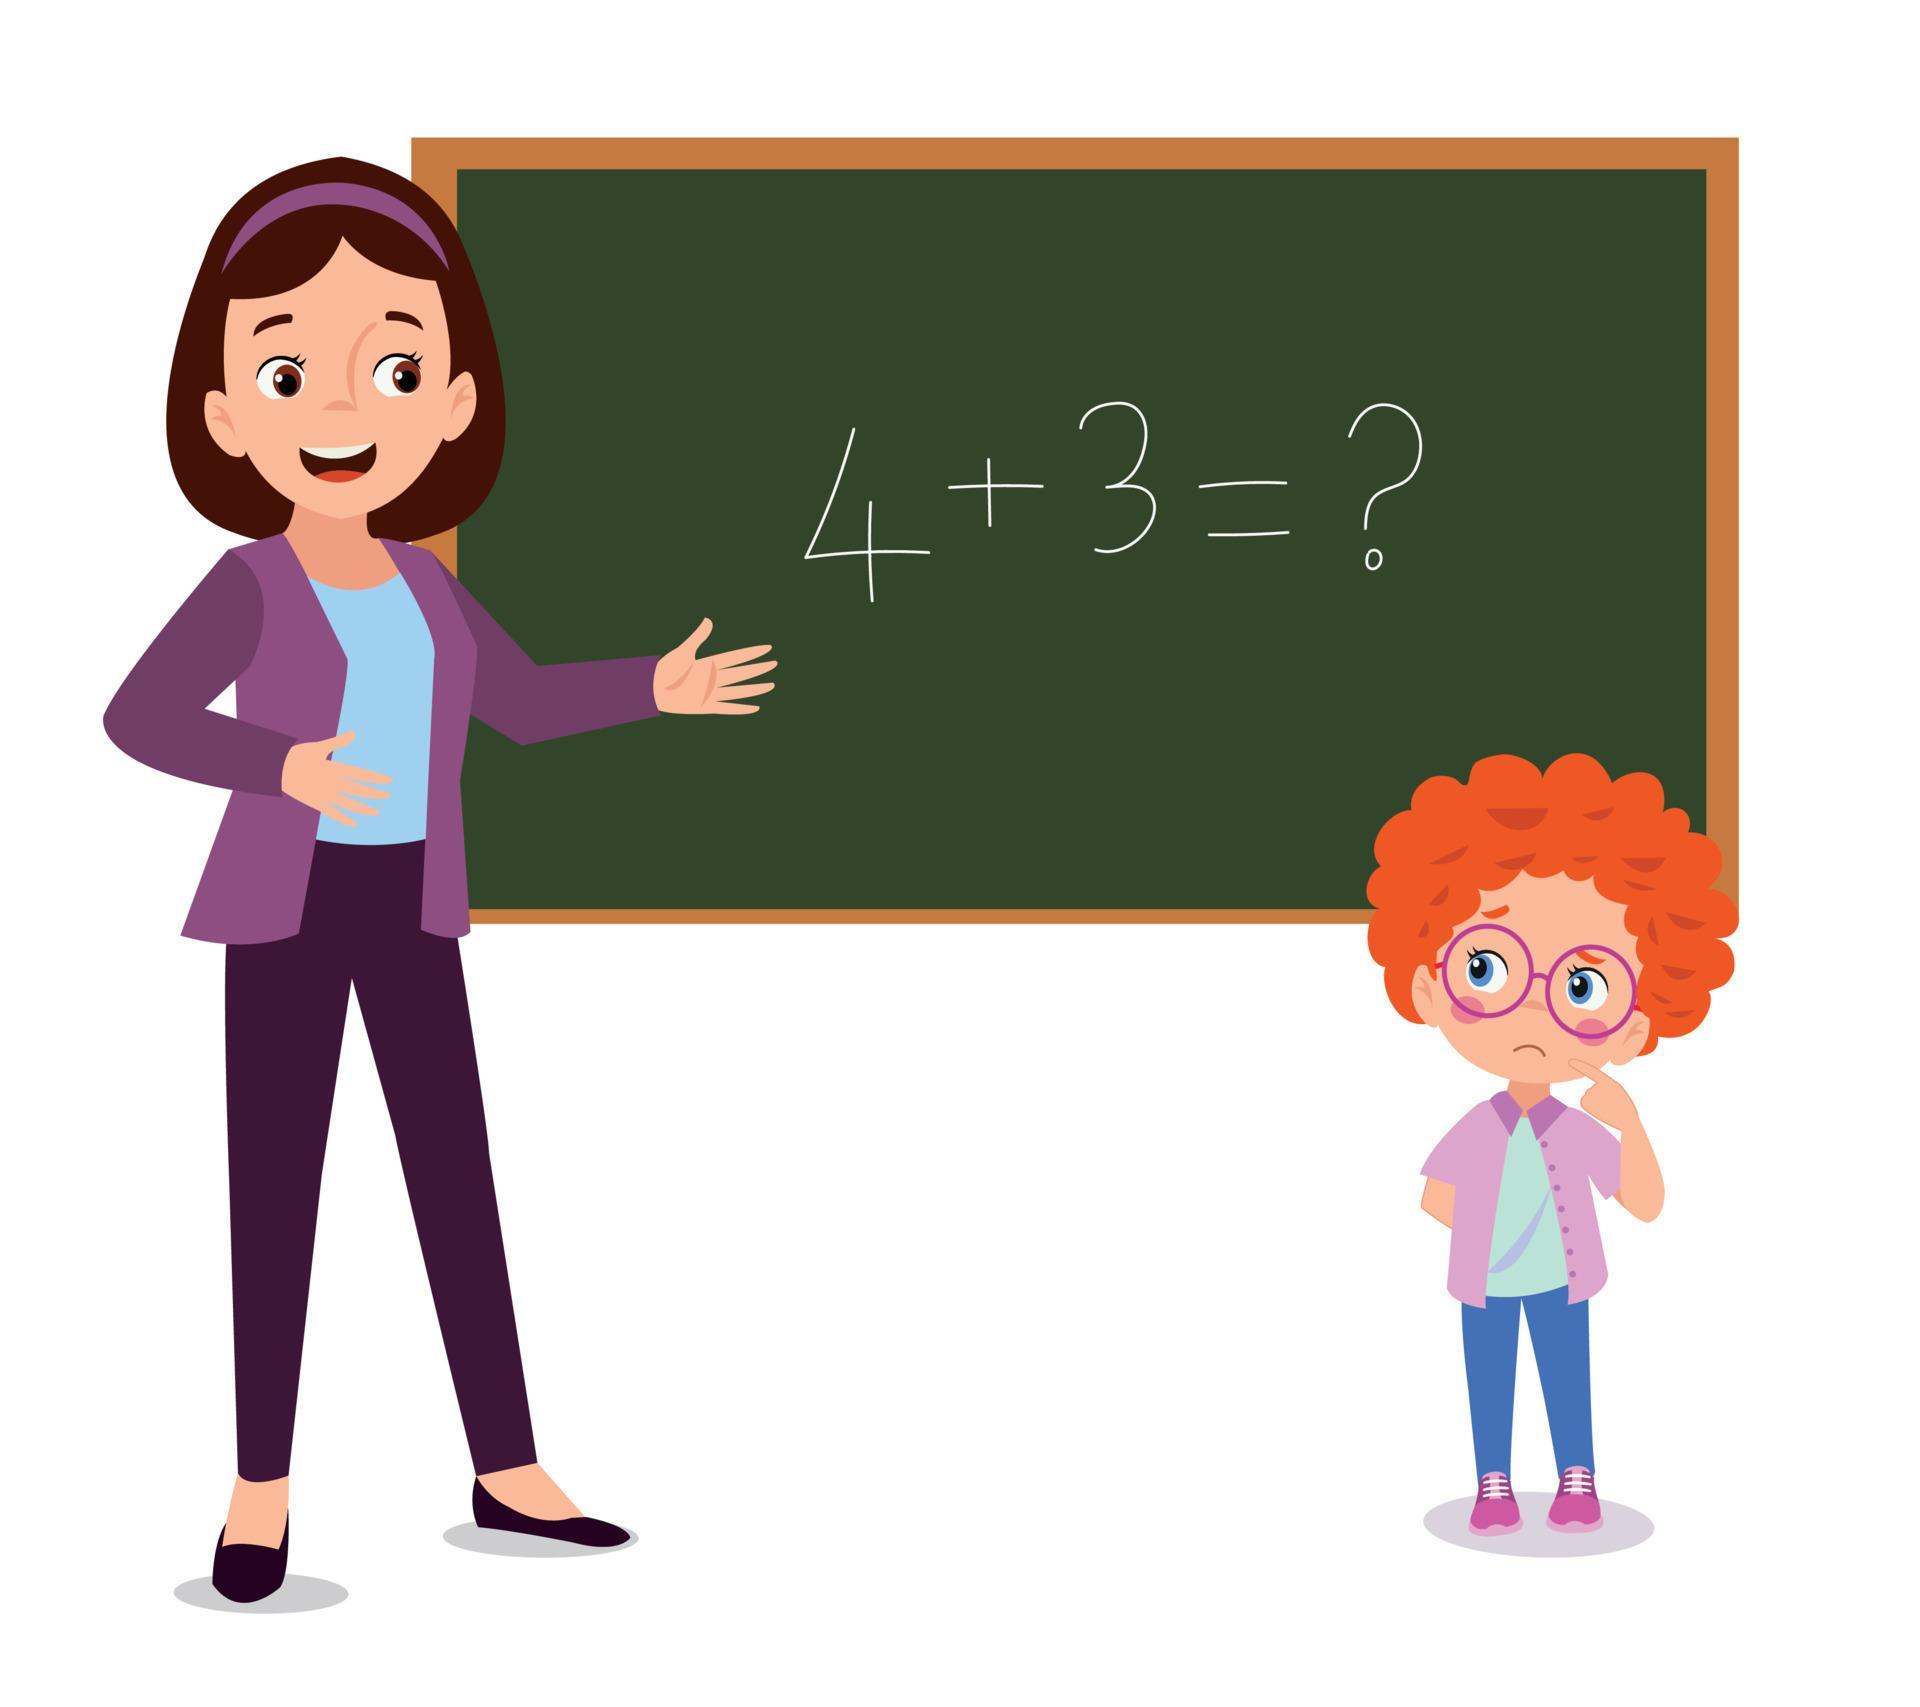 4 + 3 = ?